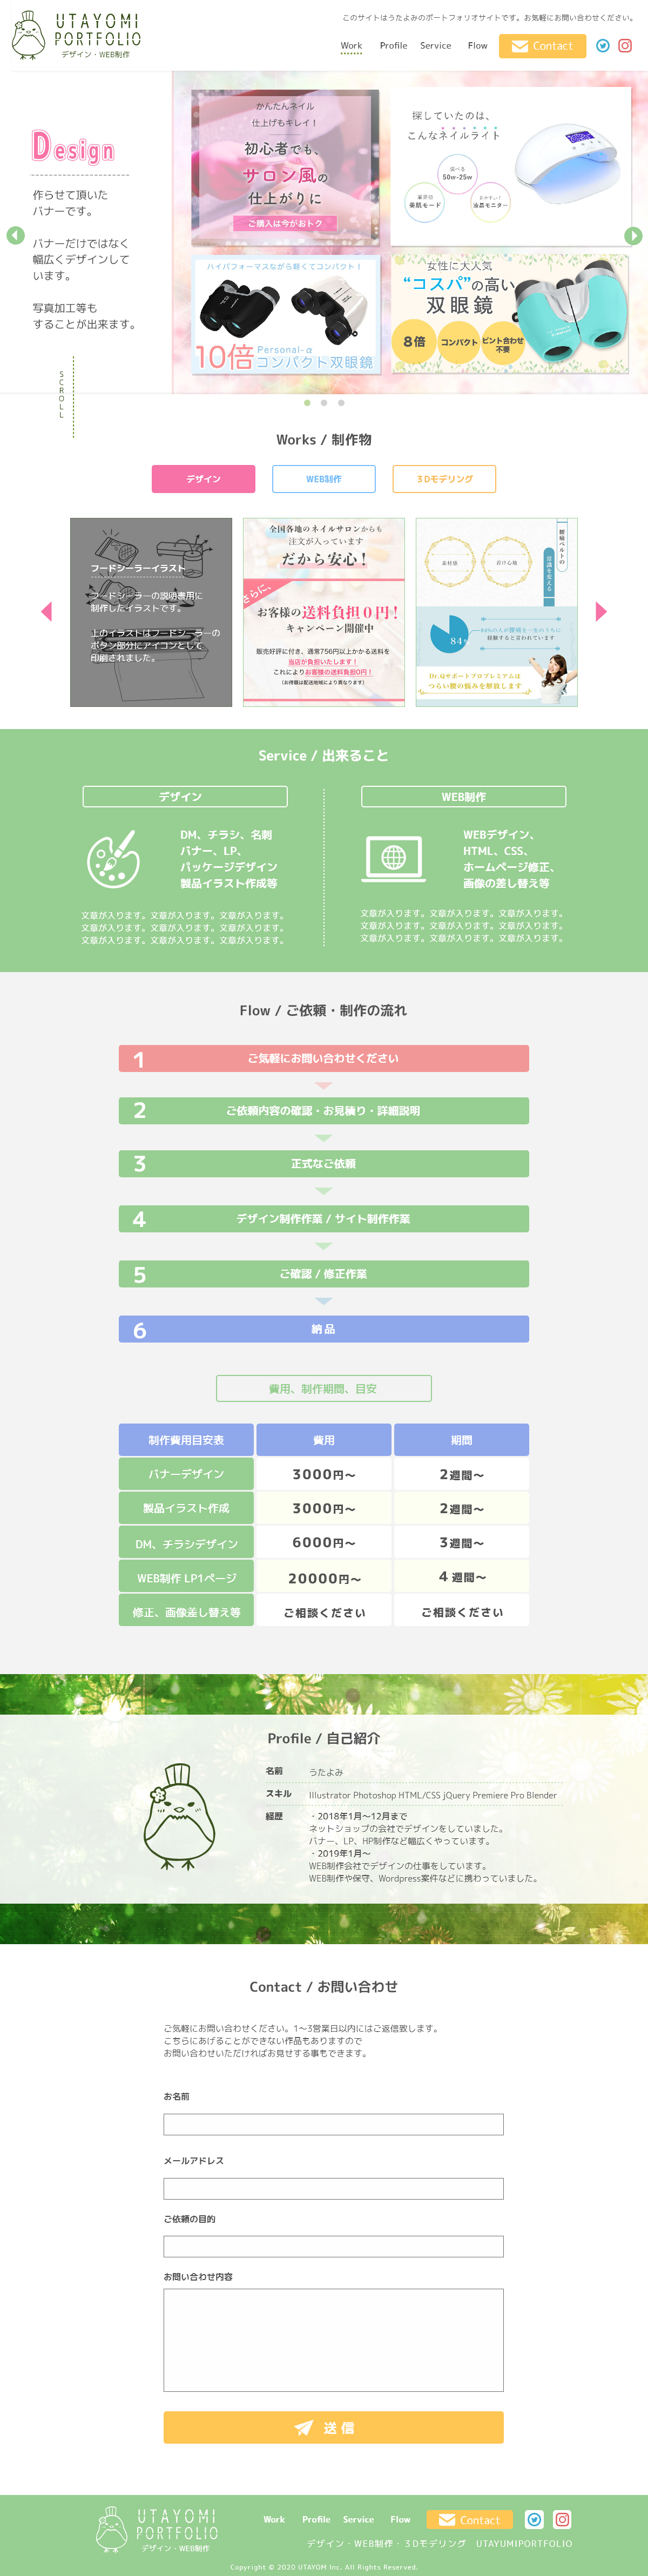 UTAYOMI
PORTFOLIO
デザイン・WEB制作
このサイトはうたよみのポートフォリオサイトです。お気軽にお問い合わせください。
Work Profile Service Flow Contact
Design
作らせて頂いた
バナーです。
バナーだけではなく
幅広くデザインして
います。
写真加工等も
することが出来ます。
SCROLL
かんたんネイル
仕上げもキレイ！
初心者でも、
サロン風の
仕上がりに
ご購入は今がおトク
探していたのは、
こんなネイルライト
選べる
50w・25w
薬要切
美肌モード
見やすい！
液晶モニター
ハイパフォーマスながら軽くてコンパクト！
10倍 Personal-α
コンパクト双眼鏡
女性に大人気
“コスパ”の高い
双眼鏡
8倍
コンパクト
ピント合わせ
不要
Works / 制作物
デザイン WEB制作 3Dモデリング
フードシーラーイラスト
フードシーラーの説明書用に
制作したイラストです。
上のイラストはフードシーラーの
ボタン部分にアイコンとして
印刷されました。
全国各地のネイルサロンからも
注文が入っています
だから安心！
さらに、
お客様の送料負担０円！
キャンペーン開催中
販売好評に付き、通常756円以上かかる送料を
当店が負担いたします！
これによりお客様の送料負担0円！
(お荷物は配送地域により異なります)
腰痛ベルトの
常識を変える
素材感
着け心地
84%
84%の人が腰痛を一生のうちに
経験すると言われています
Dr.Qサポートプロプレミアムは
つらい腰の悩みを解放します
Service / 出来ること
デザイン
DM、チラシ、名刺
バナー、LP、
パッケージデザイン
製品イラスト作成等
文章が入ります。文章が入ります。文章が入ります。
文章が入ります。文章が入ります。文章が入ります。
文章が入ります。文章が入ります。文章が入ります。
WEB制作
WEBデザイン、
HTML、CSS、
ホームページ修正、
画像の差し替え等
文章が入ります。文章が入ります。文章が入ります。
文章が入ります。文章が入ります。文章が入ります。
文章が入ります。文章が入ります。文章が入ります。
Flow / ご依頼・制作の流れ
1 ご気軽にお問い合わせください
2 ご依頼内容の確認・お見積り・詳細説明
3 正式なご依頼
4 デザイン制作作業 / サイト制作作業
5 ご確認 / 修正作業
6 納品
費用、制作期間、目安
制作費用目安表 費用 期間
バナーデザイン 3000円〜 2週間〜
製品イラスト作成 3000円〜 2週間〜
DM、チラシデザイン 6000円〜 3週間〜
WEB制作 LP1ページ 20000円〜 4週間〜
修正、画像差し替え等 ご相談ください ご相談ください
Profile / 自己紹介
名前 うたよみ
スキル Illustrator Photoshop HTML/CSS jQuery Premiere Pro Blender
経歴 ・2018年1月〜12月まで
ネットショップの会社でデザインをしていました。
バナー、LP、HP制作など幅広くやっています。
・2019年1月〜
WEB制作会社でデザインの仕事をしています。
WEB制作や保守、Wordpress案件などに携わっていました。
Contact / お問い合わせ
ご気軽にお問い合わせください。1〜3営業日以内にはご返信致します。
こちらにあげることができない作品もありますので
お問い合わせいただければお見せする事もできます。
お名前
メールアドレス
ご依頼の目的
お問い合わせ内容
送信
UTAYOMI
PORTFOLIO
デザイン・WEB制作
Work Profile Service Flow Contact
デザイン・WEB制作・３Dモデリング UTAYUMIPORTFOLIO
Copyright © 2020 UTAYOM Inc. All Rights Reserved.